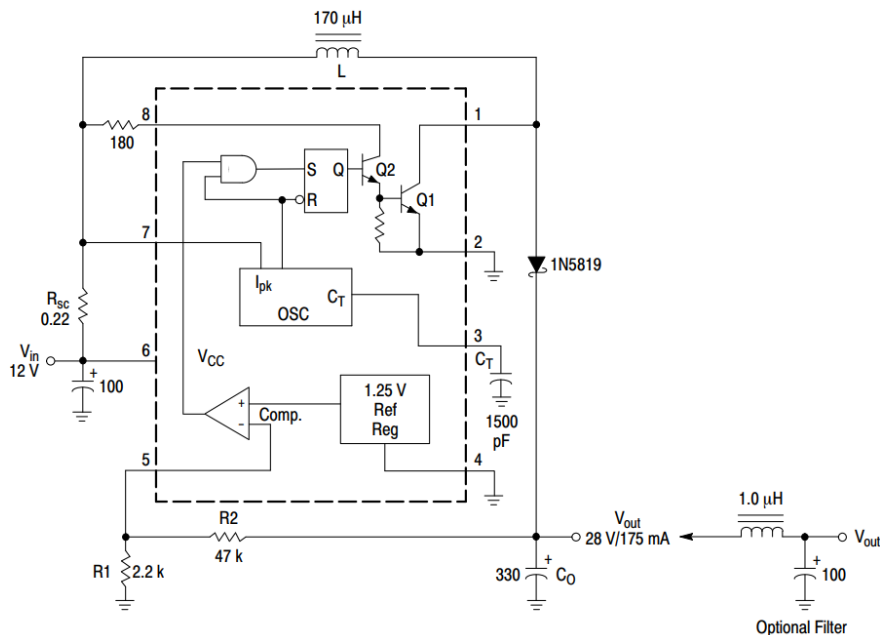 170 μH
L
8
1
180
S
Q
Q2
R
Q1
7
2
1N5819
Ipk
CT
OSC
Rsc
0.22
3
Vin
12 V
6
VCC
CT
+
100
1.25 V
Ref
Reg
+
Comp.
-
1500
pF
5
4
1.0 μH
R2
Vout
28 V/175 mA
Vout
47 k
R1
2.2 k
330
+
CO
+
100
Optional Filter